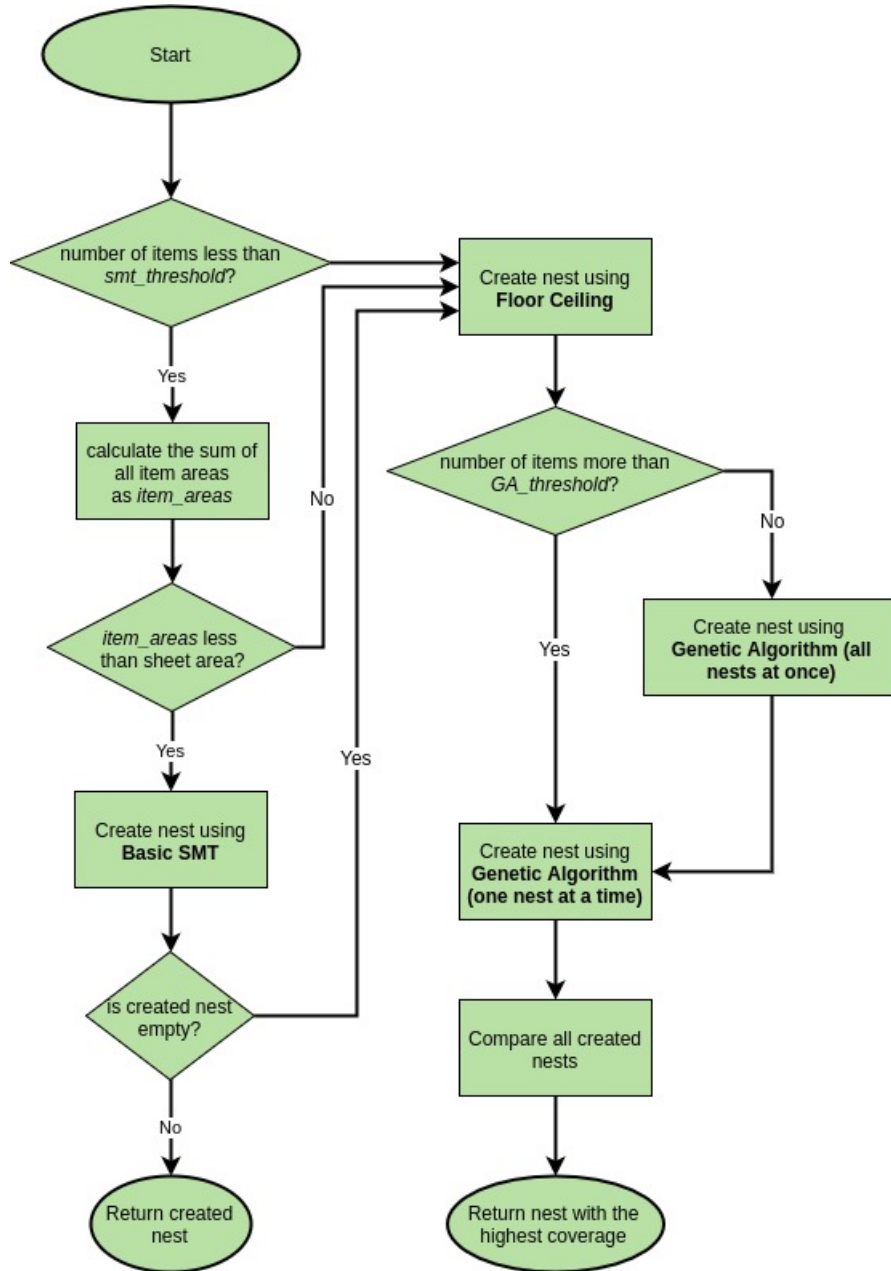 Start
number of items less than
smt_threshold?
Yes
calculate the sum of
all item areas
as item_areas
item_areas less
than sheet area?
No
Yes
Create nest using
Basic SMT
is created nest
empty?
Yes
No
Return created
nest
Create nest using
Floor Ceiling
number of items more than
GA_threshold?
No
Yes
Create nest using
Genetic Algorithm (all
nests at once)
Create nest using
Genetic Algorithm
(one nest at a time)
Compare all created
nests
Return nest with the
highest coverage